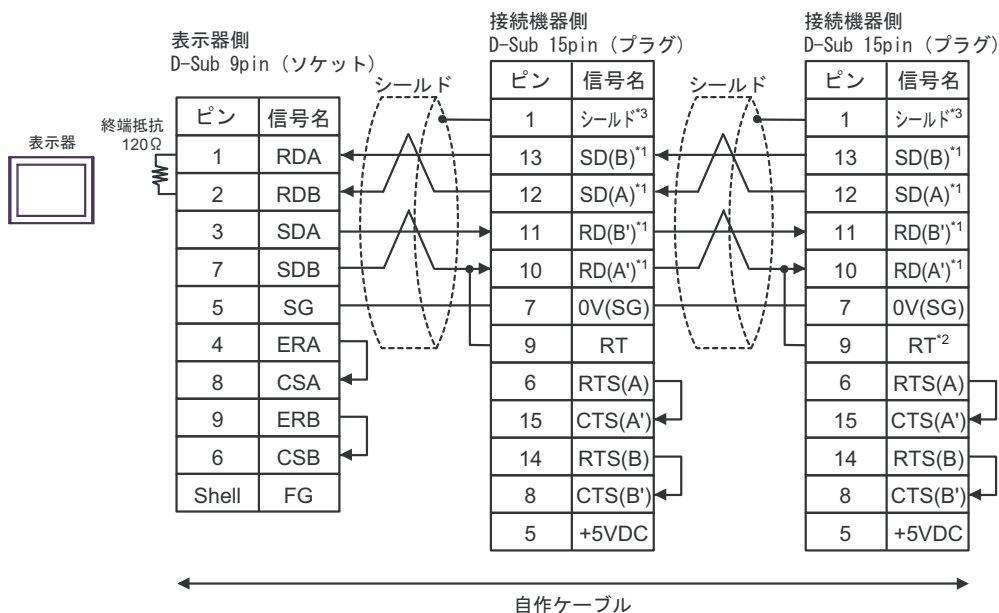 表示器
終端抵抗
120Ω
表示器側
D-Sub 9pin（ソケット）
ピン 信号名
1 RDA
2 RDB
3 SDA
7 SDB
5 SG
4 ERA
8 CSA
9 ERB
6 CSB
Shell FG
シールド
接続機器側
D-Sub 15pin（プラグ）
ピン 信号名
1 シールド*3
13 SD(B)*1
12 SD(A)*1
11 RD(B')*1
10 RD(A')*1
7 0V(SG)
9 RT
6 RTS(A)
15 CTS(A')
14 RTS(B)
8 CTS(B')
5 +5VDC
シールド
接続機器側
D-Sub 15pin（プラグ）
ピン 信号名
1 シールド*3
13 SD(B)*1
12 SD(A)*1
11 RD(B')*1
10 RD(A')*1
7 0V(SG)
9 RT*2
6 RTS(A)
15 CTS(A')
14 RTS(B)
8 CTS(B')
5 +5VDC
自作ケーブル